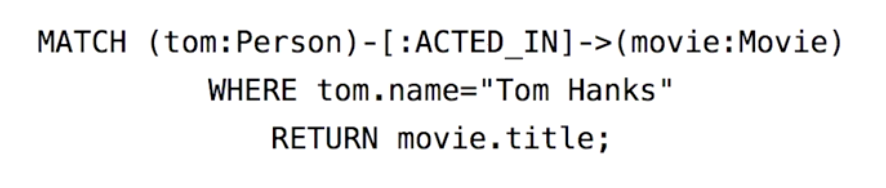 MATCH (tom:Person)-[:ACTED_IN]->(movie:Movie)
WHERE tom.name="Tom Hanks"
RETURN movie.title;